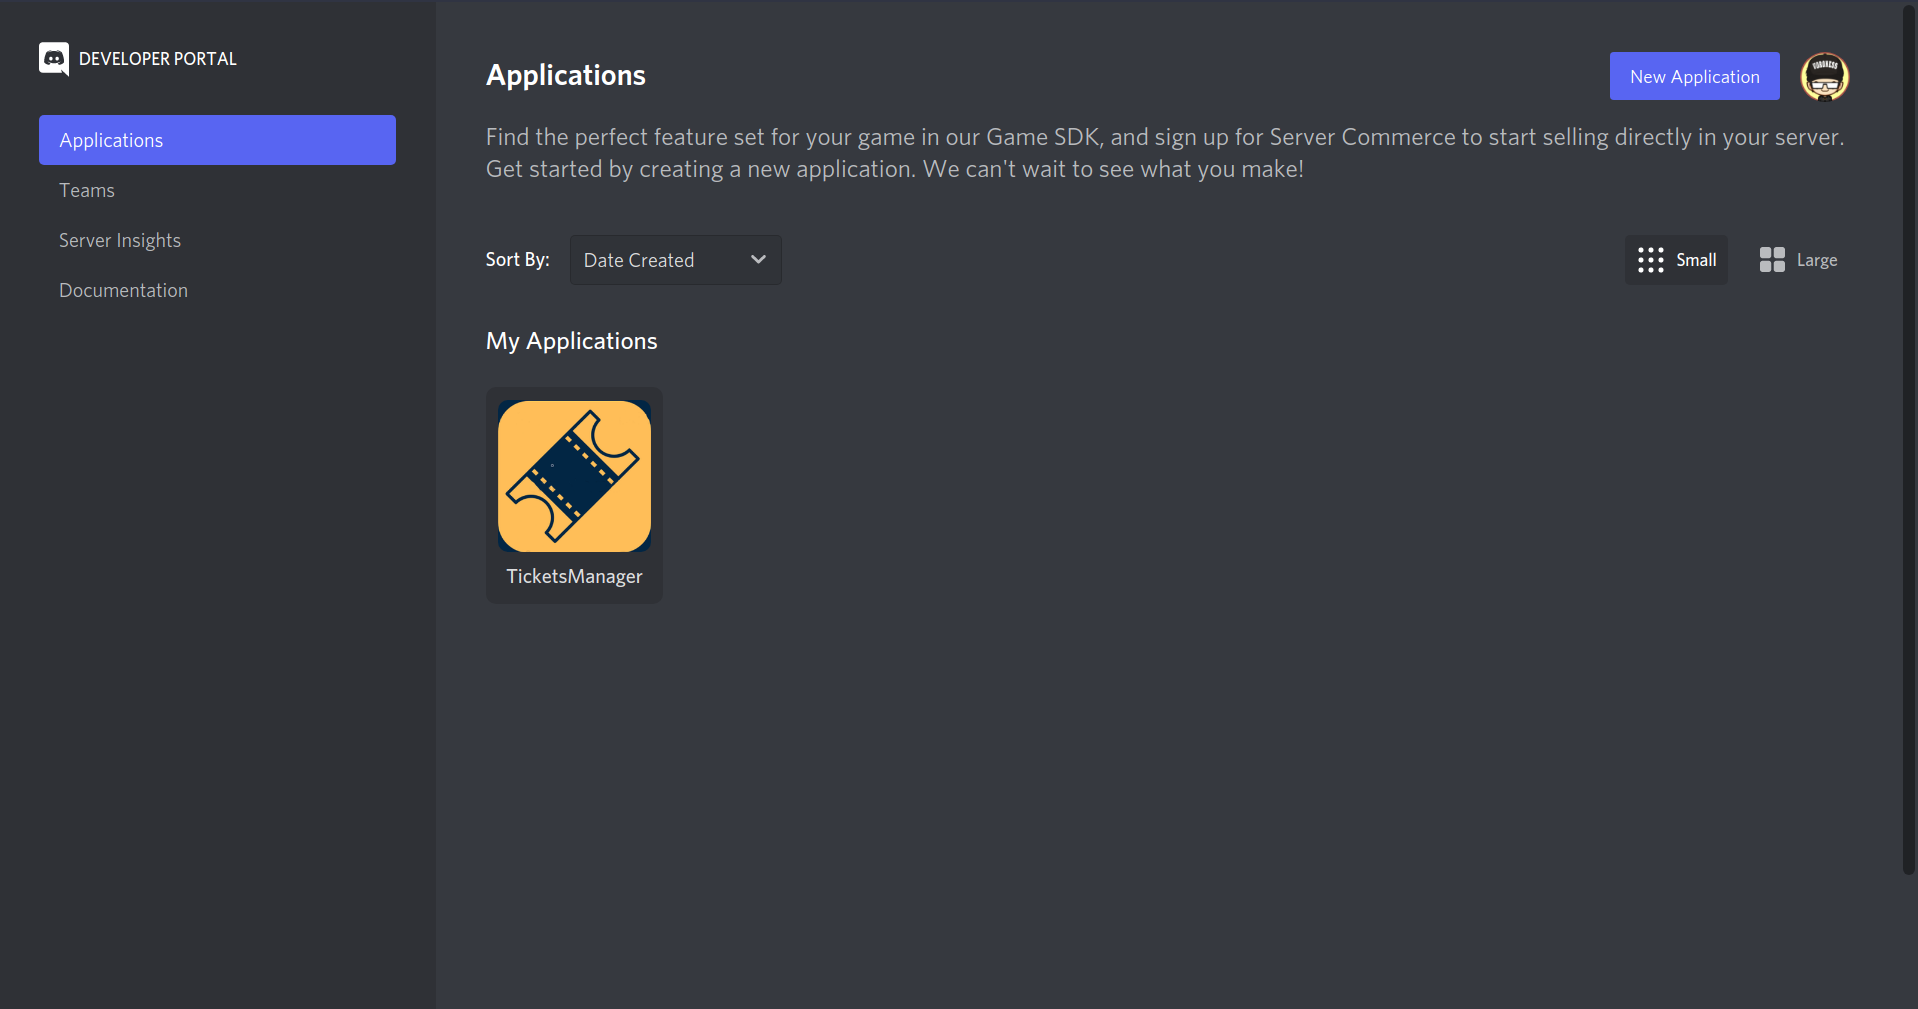 DEVELOPER PORTAL
Applications
Teams
Server Insights
Documentation
Applications
New Application
Find the perfect feature set for your game in our Game SDK, and sign up for Server Commerce to start selling directly in your server.
Get started by creating a new application. We can't wait to see what you make!
Sort By:
Date Created
Small
Large
My Applications
TicketsManager